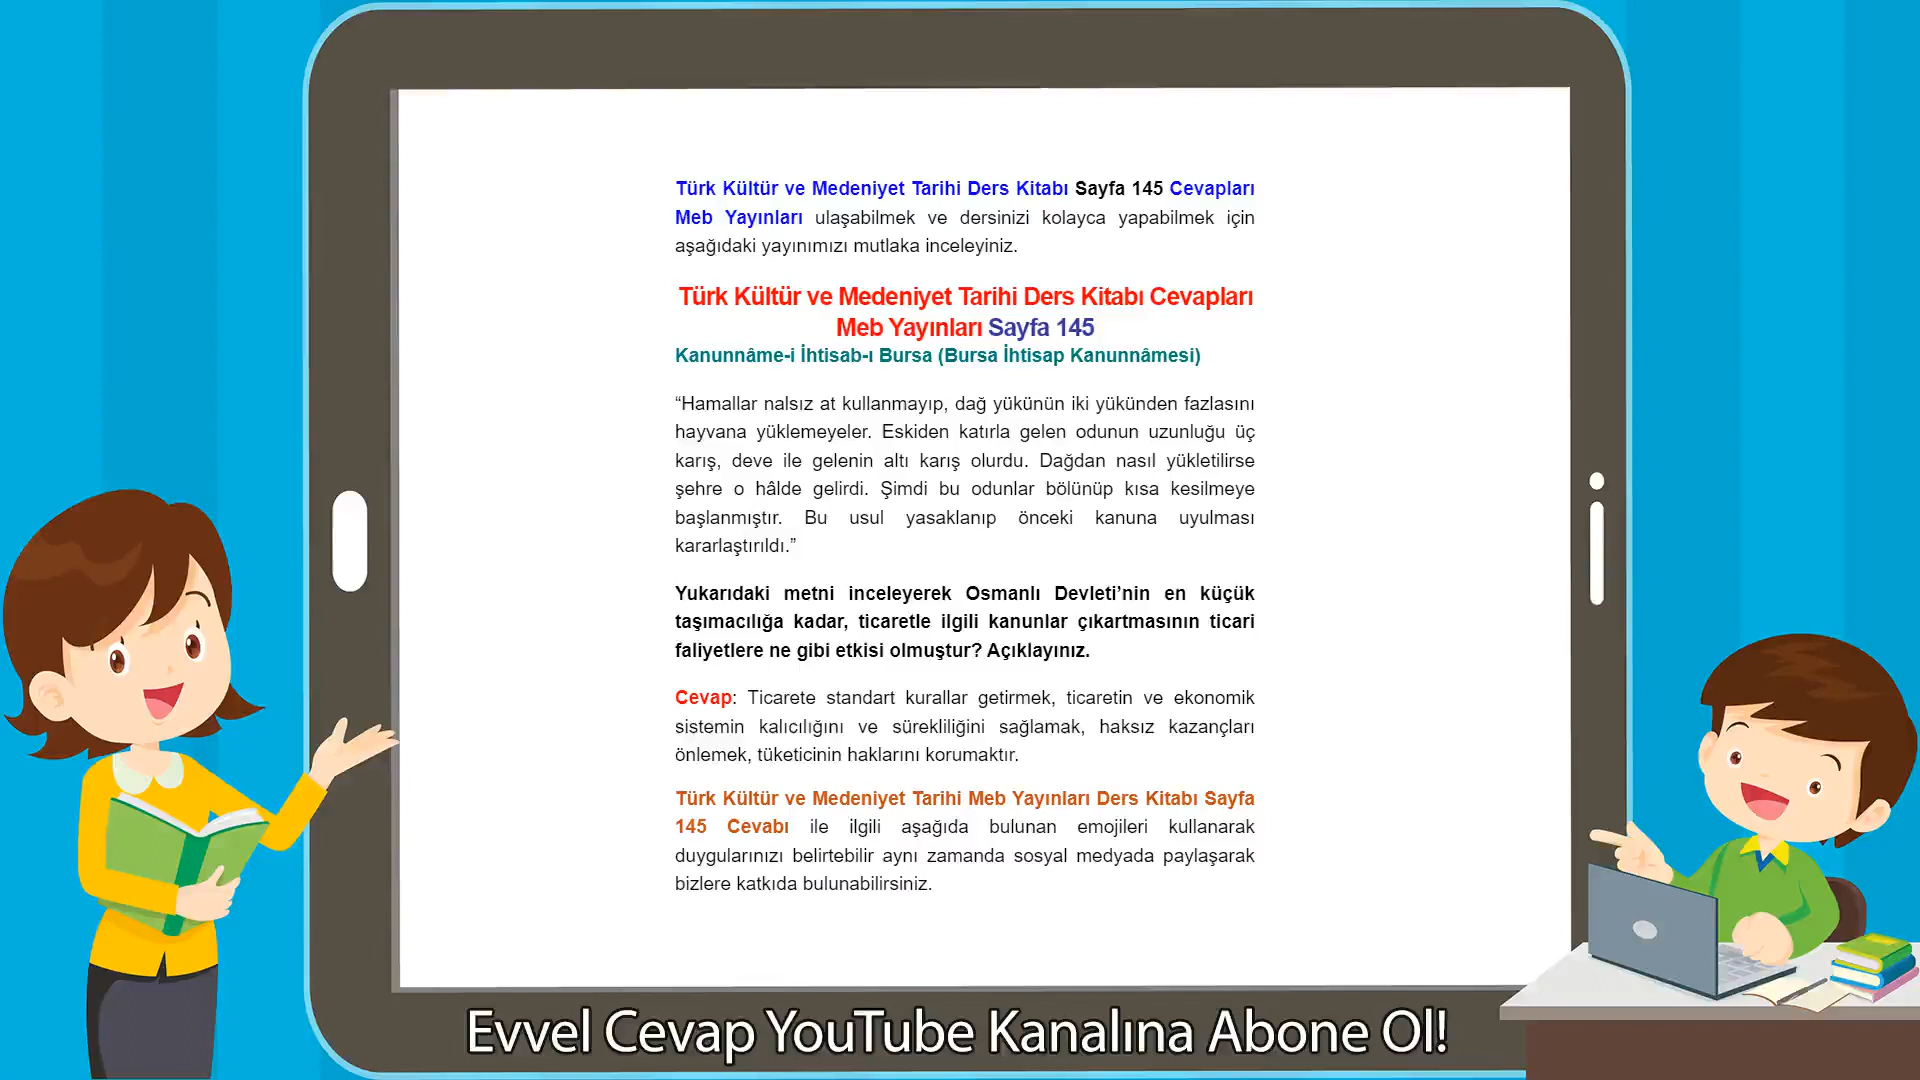 Türk Kültür ve Medeniyet Tarihi Ders Kitabı Sayfa 145 Cevapları
Meb Yayınları ulaşabilmek ve dersinizi kolayca yapabilmek için
aşağıdaki yayınımızı mutlaka inceleyiniz.
Türk Kültür ve Medeniyet Tarihi Ders Kitabı Cevapları
Meb Yayınları Sayfa 145
Kanunnâme-i İhtisab-ı Bursa (Bursa İhtisap Kanunnâmesi)
“Hamallar nalsız at kullanmayıp, dağ yükünün iki yükünden fazlasını
hayvana yüklemeyeler. Eskiden katırla gelen odunun uzunluğu üç
karış, deve ile gelenin altı karış olurdu. Dağdan nasıl yükletilirse
şehre o hâlde gelirdi. Şimdi bu odunlar bölünüp kısa kesilmeye
başlanmıştır. Bu usul yasaklanıp önceki kanuna uyulması
kararlaştırıldı.”
Yukarıdaki metni inceleyerek Osmanlı Devleti’nin en küçük
taşımacılığa kadar, ticaretle ilgili kanunlar çıkartmasının ticari
faliyetlere ne gibi etkisi olmuştur? Açıklayınız.
Cevap: Ticarete standart kurallar getirmek, ticaretin ve ekonomik
sistemin kalıcılığını ve sürekliliğini sağlamak, haksız kazançları
önlemek, tüketicinin haklarını korumaktır.
Türk Kültür ve Medeniyet Tarihi Meb Yayınları Ders Kitabı Sayfa
145 Cevabı ile ilgili aşağıda bulunan emojileri kullanarak
duygularınızı belirtebilir aynı zamanda sosyal medyada paylaşarak
bizlere katkıda bulunabilirsiniz.
Evvel Cevap YouTube Kanalına Abone Ol!